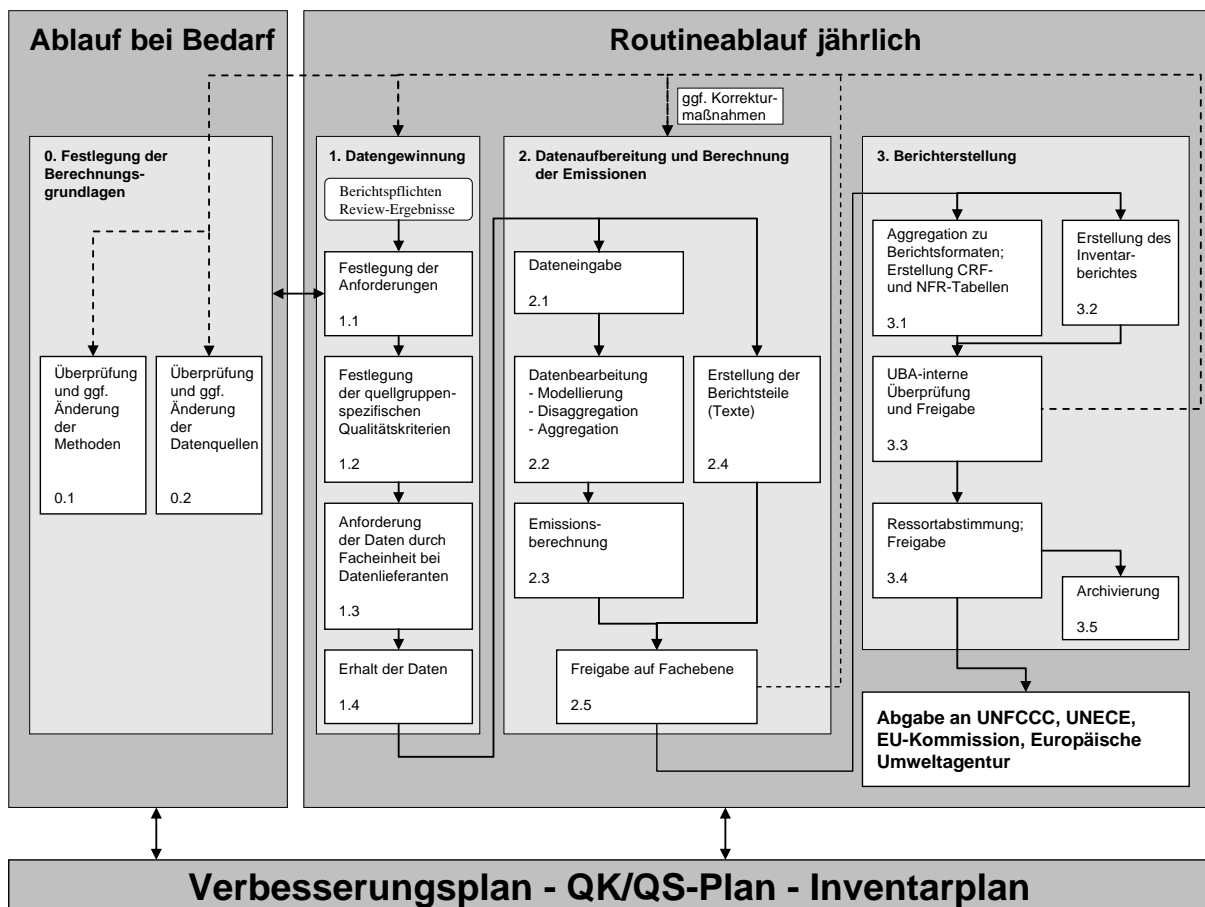 Ablauf bei Bedarf
Routineablauf jährlich
ggf. Korrektur-
maßnahmen
0. Festlegung der
Berechnungs-
grundlagen
Überprüfung
und ggf.
Änderung
der
Methoden
0.1
Überprüfung
und ggf.
Änderung
der
Datenquellen
0.2
1. Datengewinnung
Berichtspflichten
Review-Ergebnisse
Festlegung der
Anforderungen
1.1
Festlegung
der quellgruppen-
spezifischen
Qualitätskriterien
1.2
Anforderung
der Daten durch
Facheinheit bei
Datenlieferanten
1.3
Erhalt der Daten
1.4
2. Datenaufbereitung und Berechnung
der Emissionen
Dateneingabe
2.1
Datenbearbeitung
- Modellierung
- Disaggregation
- Aggregation
2.2
Emissions-
berechnung
2.3
Erstellung der
Berichtsteile
(Texte)
2.4
Freigabe auf Fachebene
2.5
3. Berichterstellung
Aggregation zu
Berichtsformaten;
Erstellung CRF-
und NFR-Tabellen
3.1
Erstellung des
Inventar-
berichtes
3.2
UBA-interne
Überprüfung
und Freigabe
3.3
Ressortabstimmung;
Freigabe
3.4
Archivierung
3.5
Abgabe an UNFCCC, UNECE,
EU-Kommission, Europäische
Umweltagentur
Verbesserungsplan - QK/QS-Plan - Inventarplan